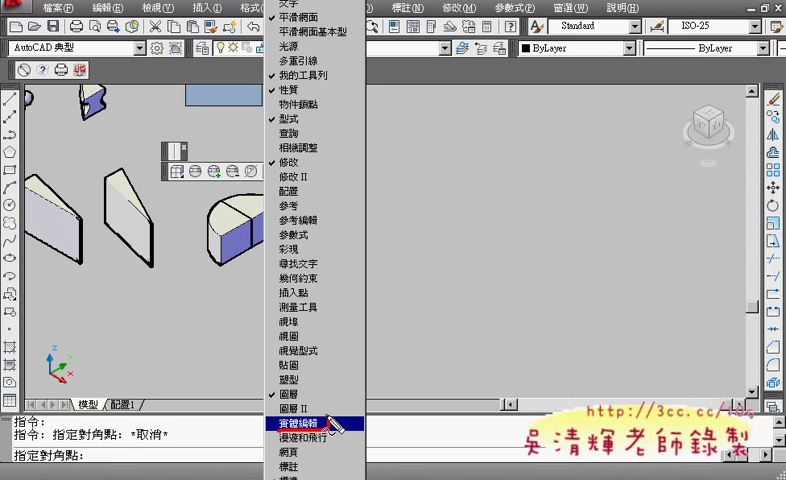 檔案(F) 編輯(E) 檢視(V) 插入(I) 格式 標註(N) 修改(M) 參數式(P) 窗選(W) 說明(H)
Standard
ISO-25
AutoCAD 典型
ByLayer
ByLayer
文字
平滑網面
平滑網面基本型
光源
多重引線
我的工具列
性質
物件鎖點
型式
查詢
相機調整
修改
修改 II
配置
參考
參考編輯
參數式
彩現
尋找文字
幾何約束
插入點
測量工具
視埠
視圖
視覺型式
貼圖
塑型
圖層
圖層 II
實體編輯
漫遊和飛行
網頁
標註
Z
Y
X
模型 配置1
指令:
指令: 指定對角點: *取消*
指定對角點:
吳清輝老師錄製